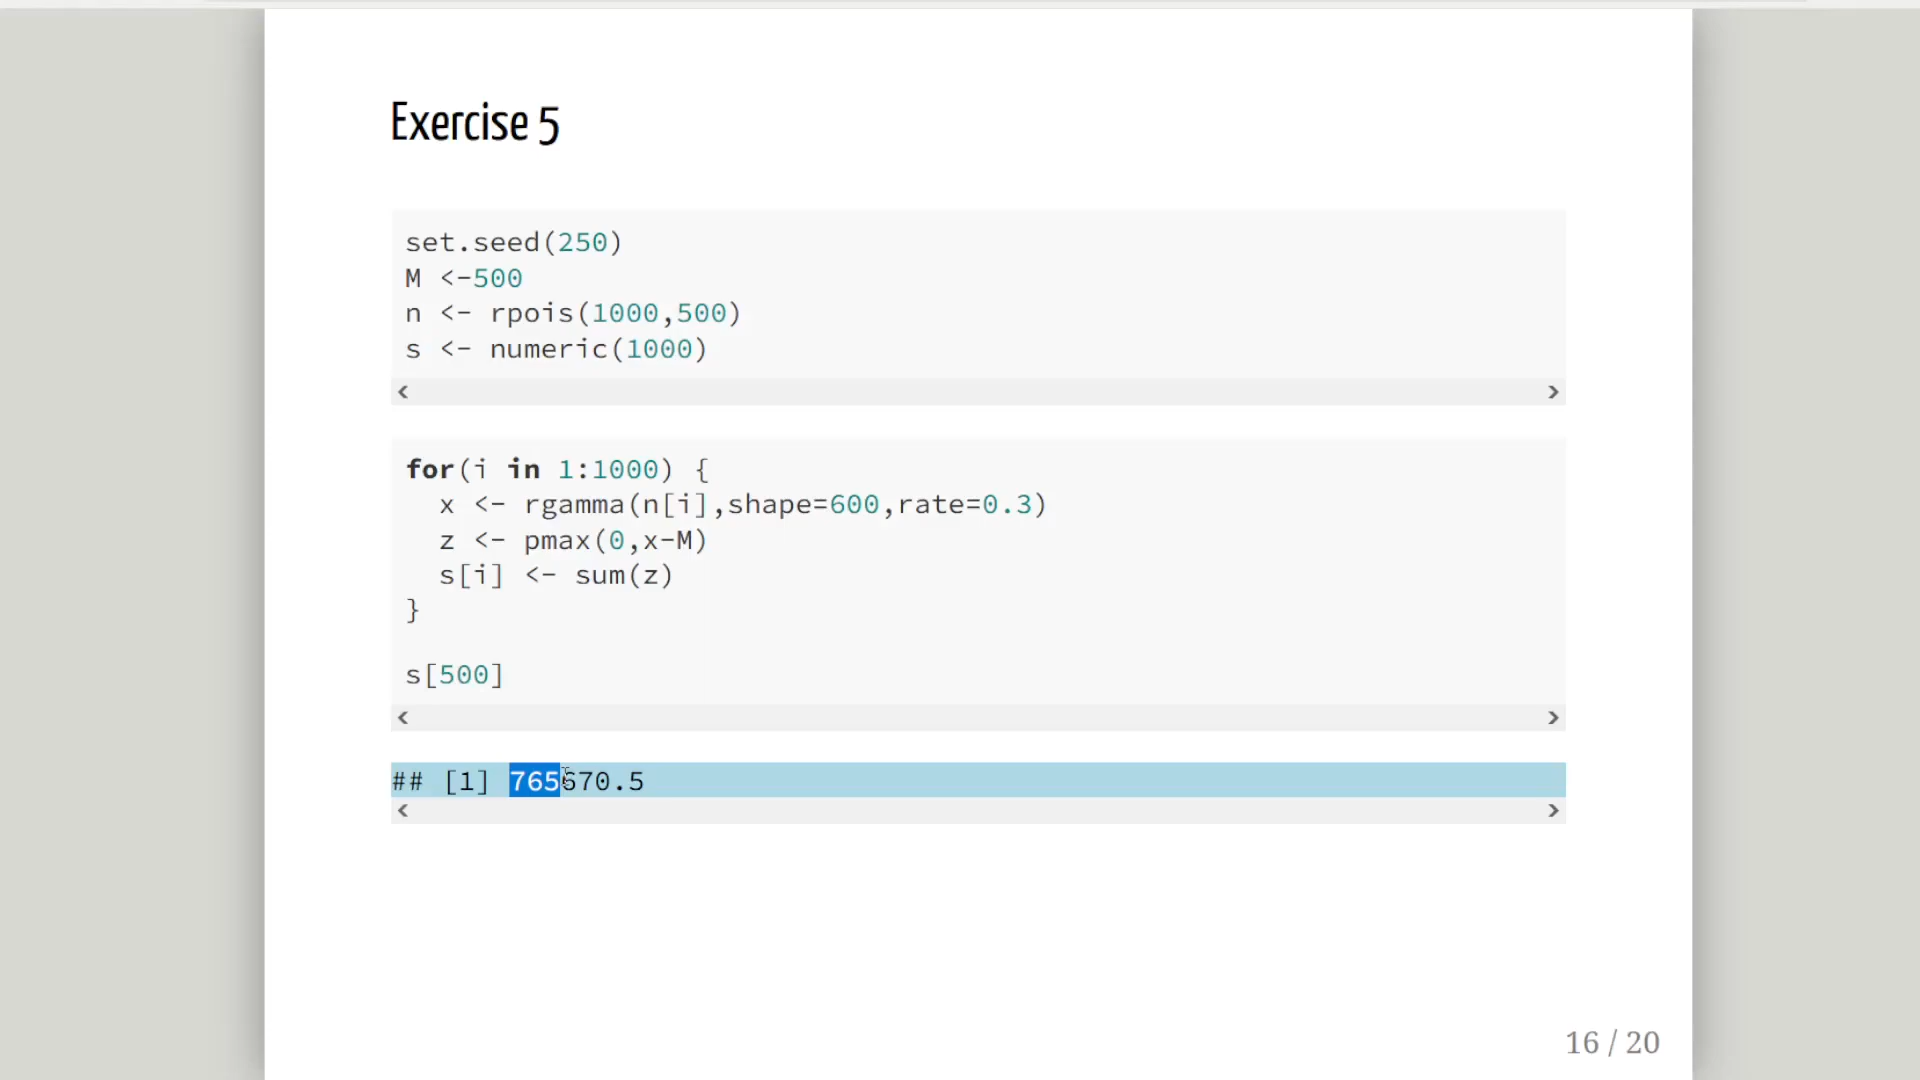 Exercise 5
set.seed(250)
M <-500
n <- rpois(1000,500)
s <- numeric(1000)
for(i in 1:1000) {
  x <- rgamma(n[i],shape=600,rate=0.3)
  z <- pmax(0,x-M)
  s[i] <- sum(z)
}
s[500]
## [1] 765670.5
16 / 20